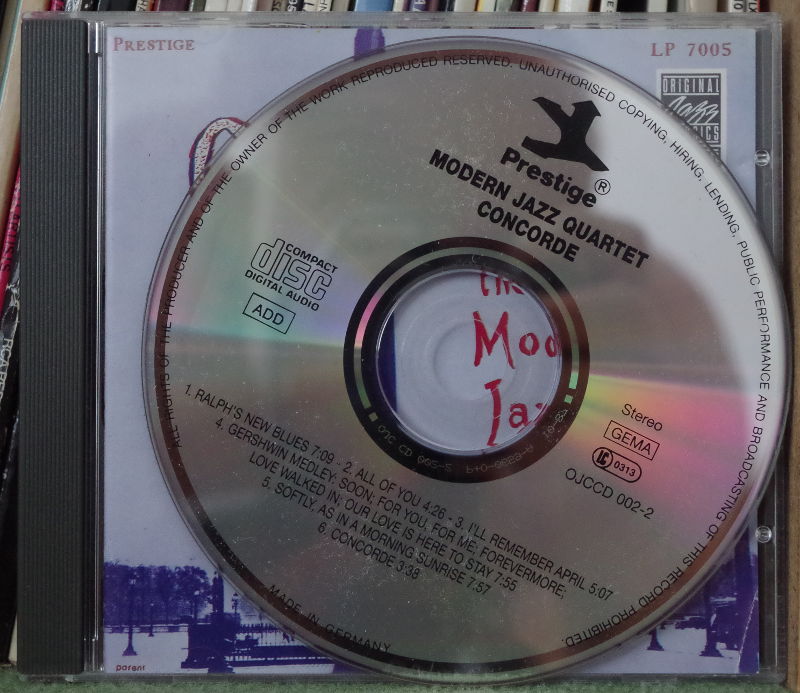 PRESTIGE
LP 7005
ORIGINAL
Jazz
ALL RIGHTS OF THE PRODUCER AND OF THE OWNER OF THE WORK REPRODUCED RESERVED. UNAUTHORISED COPYING, HIRING, LENDING, PUBLIC PERFORMANCE AND BROADCASTING OF THIS RECORD PROHIBITED.
Prestige®
MODERN JAZZ QUARTET
CONCORDE
COMPACT
disc
DIGITAL AUDIO
ADD
Stereo
GEMA
LC 0313
OJCCD 002-2
1. RALPH'S NEW BLUES 7:09 - 2. ALL OF YOU 4:26 - 3. I'LL REMEMBER APRIL 5:07
4. GERSHWIN MEDLEY: SOON; FOR YOU, FOR ME, FOREVERMORE;
LOVE WALKED IN; OUR LOVE IS HERE TO STAY 7:55
5. SOFTLY, AS IN A MORNING SUNRISE 7:57
6. CONCORDE 3:38
MADE IN GERMANY
parent